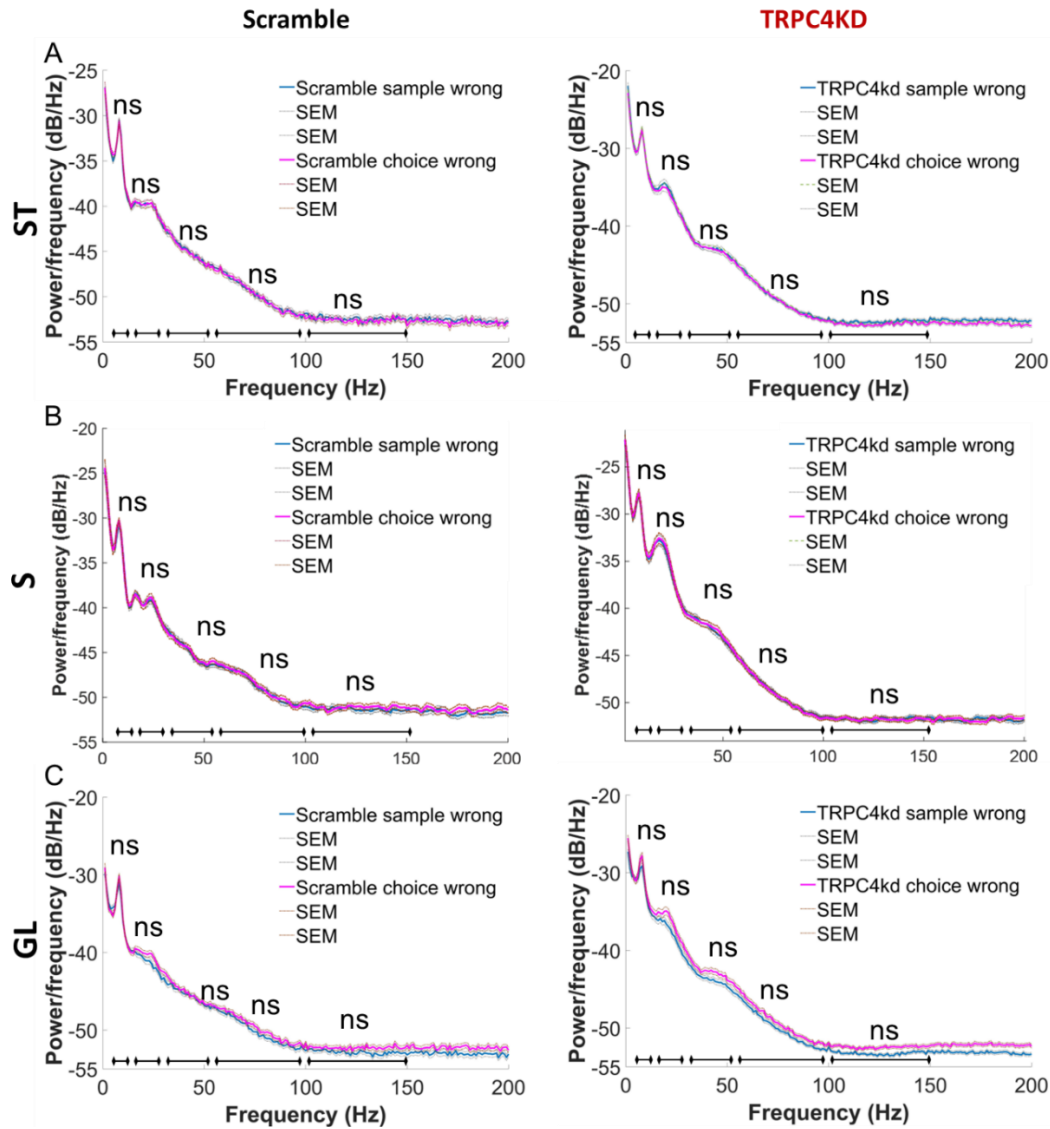 Scramble
TRPC4KD
A
ST
Power/frequency (dB/Hz)
-25
-30
-35
-40
-45
-50
-55
ns
ns
ns
ns
ns
Scramble sample wrong
SEM
SEM
Scramble choice wrong
SEM
SEM
50
100
150
200
Frequency (Hz)
Power/frequency (dB/Hz)
-20
-25
-30
-35
-40
-45
-50
-55
ns
ns
ns
ns
ns
TRPC4kd sample wrong
SEM
SEM
TRPC4kd choice wrong
SEM
SEM
0
50
100
150
200
Frequency (Hz)
B
S
Power/frequency (dB/Hz)
-20
-25
-30
-35
-40
-45
-50
-55
ns
ns
ns
ns
ns
Scramble sample wrong
SEM
SEM
Scramble choice wrong
SEM
SEM
0
50
100
150
200
Power/frequency (dB/Hz)
-25
-30
-35
-40
-45
-50
ns
ns
ns
ns
ns
TRPC4kd sample wrong
SEM
SEM
TRPC4kd choice wrong
SEM
SEM
0
50
100
150
200
C
GL
Power/frequency (dB/Hz)
-20
-30
-40
-50
-55
ns
ns
ns
ns
ns
Scramble sample wrong
SEM
SEM
Scramble choice wrong
SEM
SEM
0
50
100
150
200
Frequency (Hz)
Power/frequency (dB/Hz)
-20
-30
-40
-50
-55
ns
ns
ns
ns
ns
TRPC4kd sample wrong
SEM
SEM
TRPC4kd choice wrong
SEM
SEM
0
50
100
150
200
Frequency (Hz)